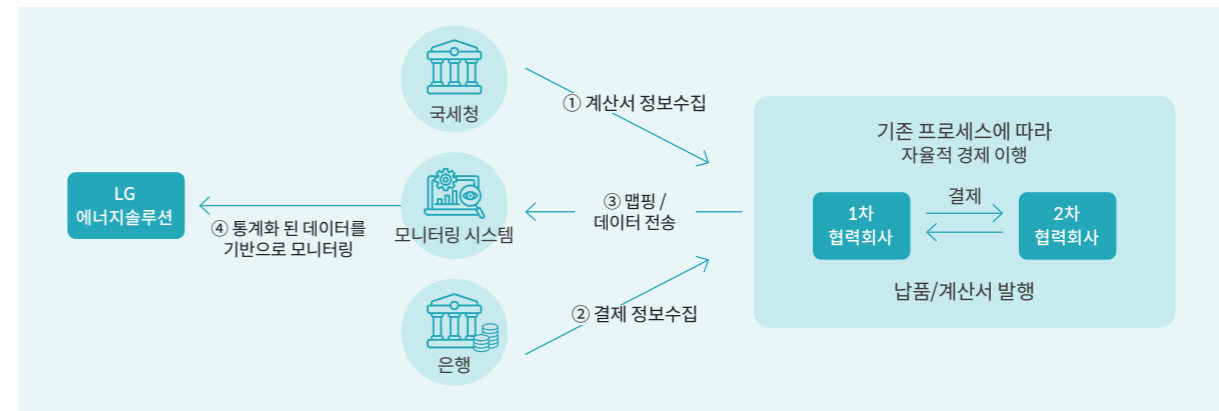 국세청
① 계산서 정보수집
기존 프로세스에 따라
자율적 경제 이행
LG
에너지솔루션
④ 통계화 된 데이터를
기반으로 모니터링
모니터링 시스템
③ 맵핑 /
데이터 전송
1차
협력회사
결제
2차
협력회사
납품/계산서 발행
② 결제 정보수집
은행